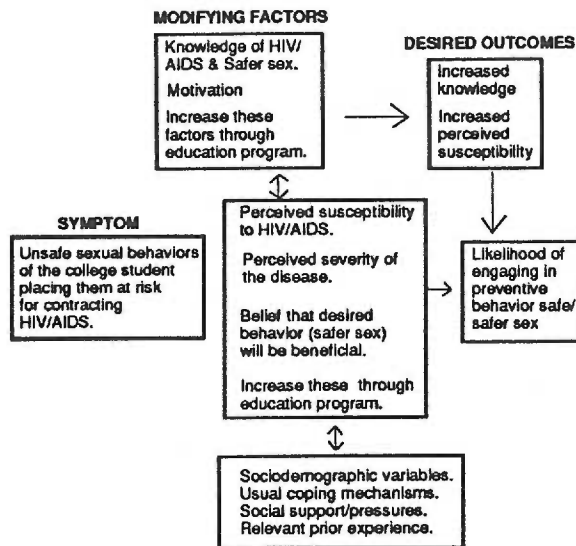 MODIFYING FACTORS
Knowledge of HIV/
AIDS & Safer sex.
Motivation
Increase these
factors through
education program.
DESIRED OUTCOMES
Increased
knowledge
Increased
perceived
susceptibility
SYMPTOM
Unsafe sexual behaviors
of the college student
placing them at risk
for contracting
HIV/AIDS.
Perceived susceptibility
to HIV/AIDS.
Perceived severity of
the disease.
Belief that desired
behavior (safer sex)
will be beneficial.
Increase these through
education program.
Likelihood of
engaging in
preventive
behavior safe/
safer sex
Sociodemographic variables.
Usual coping mechanisms.
Social support/pressures.
Relevant prior experience.